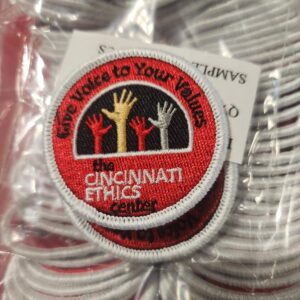 Give Voice to Your Values
the
CINCINNATI
ETHICS
center
SAMPLE